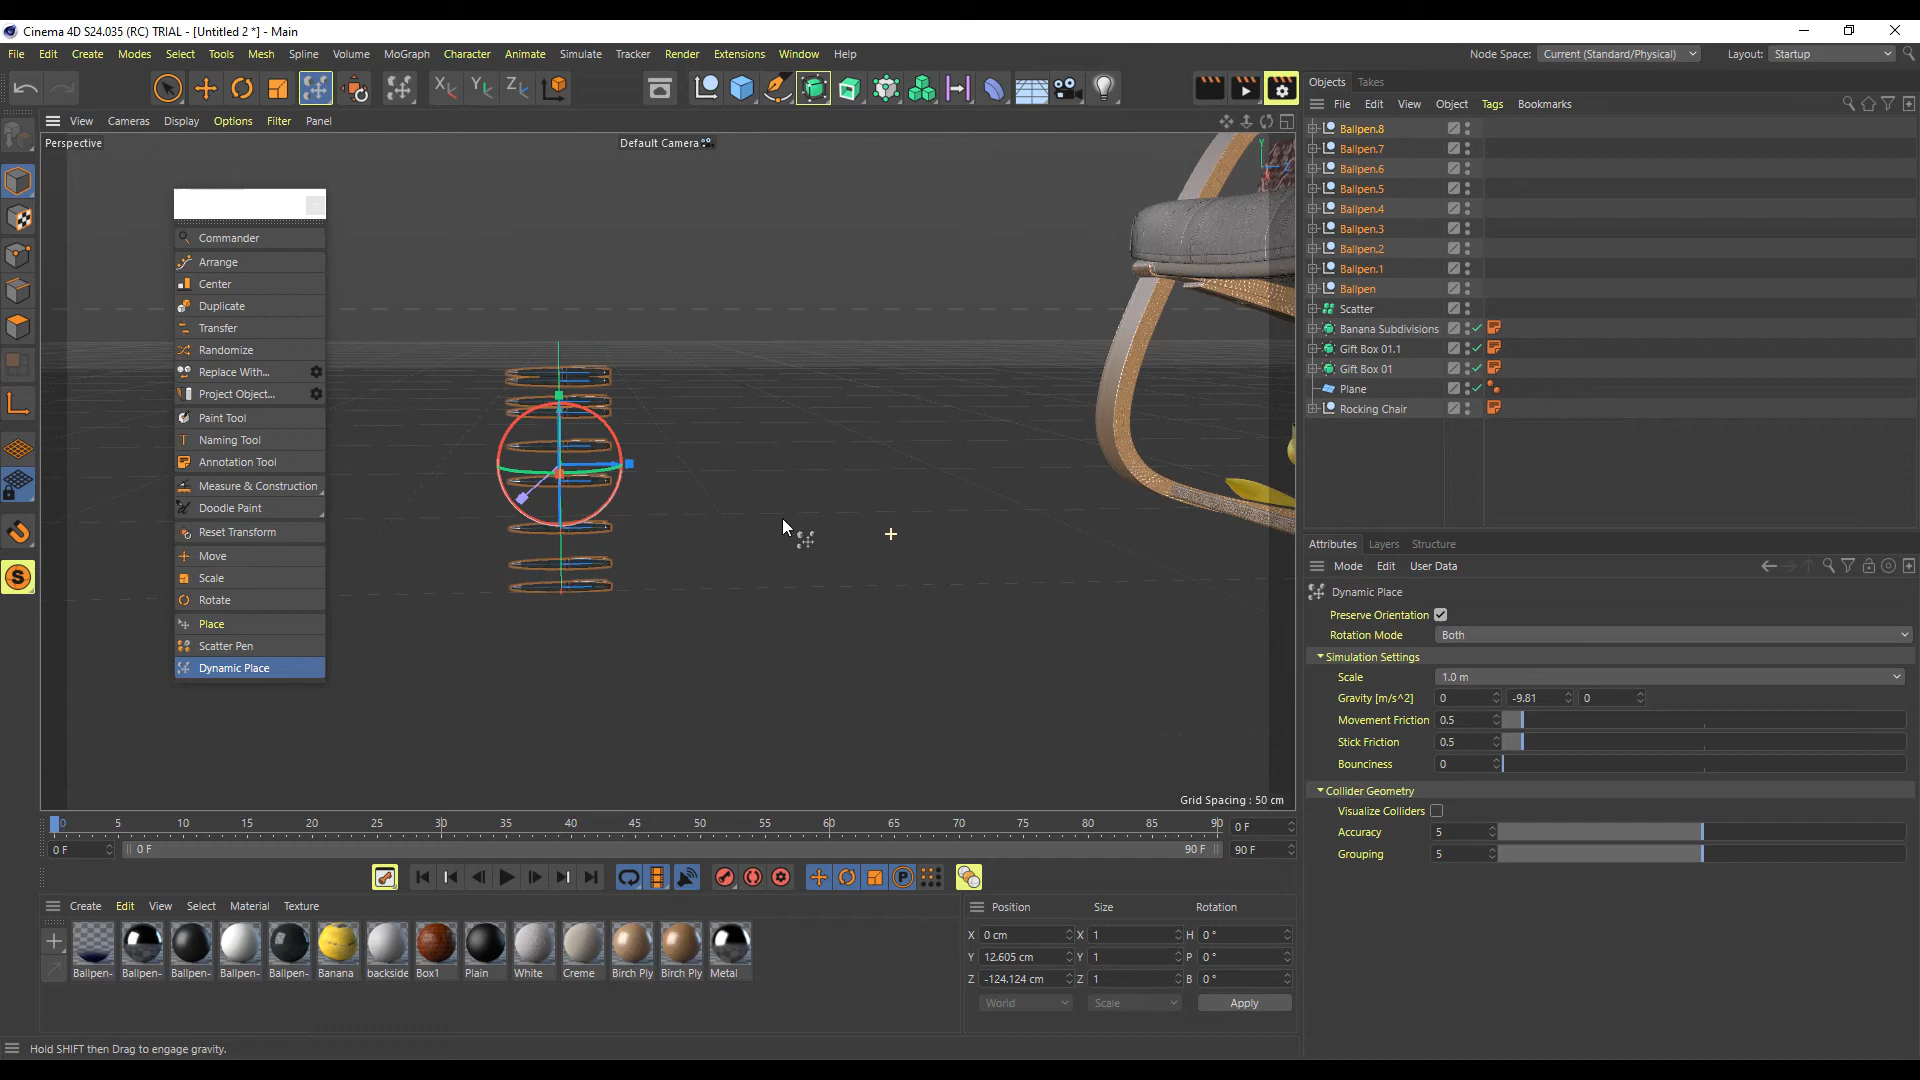 Cinema 4D S24.035 (RC) TRIAL - [Untitled 2 *] - Main
File Edit Create Modes Select Tools Mesh Spline Volume MoGraph Character Animate Simulate Tracker Render Extensions Window Help
Node Space: Current (Standard/Physical) Layout: Startup
X Y Z
Objects Takes
File Edit View Object Tags Bookmarks
View Cameras Display Options Filter Panel
Perspective
Default Camera
Y
Z
Commander
Arrange
Center
Duplicate
Transfer
Randomize
Replace With...
Project Object...
Paint Tool
Naming Tool
Annotation Tool
Measure & Construction
Doodle Paint
Reset Transform
Move
Scale
Rotate
Place
Scatter Pen
Dynamic Place
S
Grid Spacing : 50 cm
Ballpen.8
Ballpen.7
Ballpen.6
Ballpen.5
Ballpen.4
Ballpen.3
Ballpen.2
Ballpen.1
Ballpen
Scatter
Banana Subdivisions
Gift Box 01.1
Gift Box 01
Plane
Rocking Chair
Attributes Layers Structure
Mode Edit User Data
Dynamic Place
Preserve Orientation
Rotation Mode Both
Simulation Settings
Scale 1.0 m
Gravity [m/s^2] 0 -9.81 0
Movement Friction 0.5
Stick Friction 0.5
Bounciness 0
Collider Geometry
Visualize Colliders
Accuracy 5
Grouping 5
0 5 10 15 20 25 30 35 40 45 50 55 60 65 70 75 80 85 90
0 F
0 F 0 F 90 F 90 F
P
Create Edit View Select Material Texture
Ballpen- Ballpen- Ballpen- Ballpen- Ballpen- Banana backside Box1 Plain White Creme Birch Ply Birch Ply Metal
Position Size Rotation
X 0 cm X 1 H 0 °
Y 12.605 cm Y 1 P 0 °
Z -124.124 cm Z 1 B 0 °
World Scale Apply
Hold SHIFT then Drag to engage gravity.